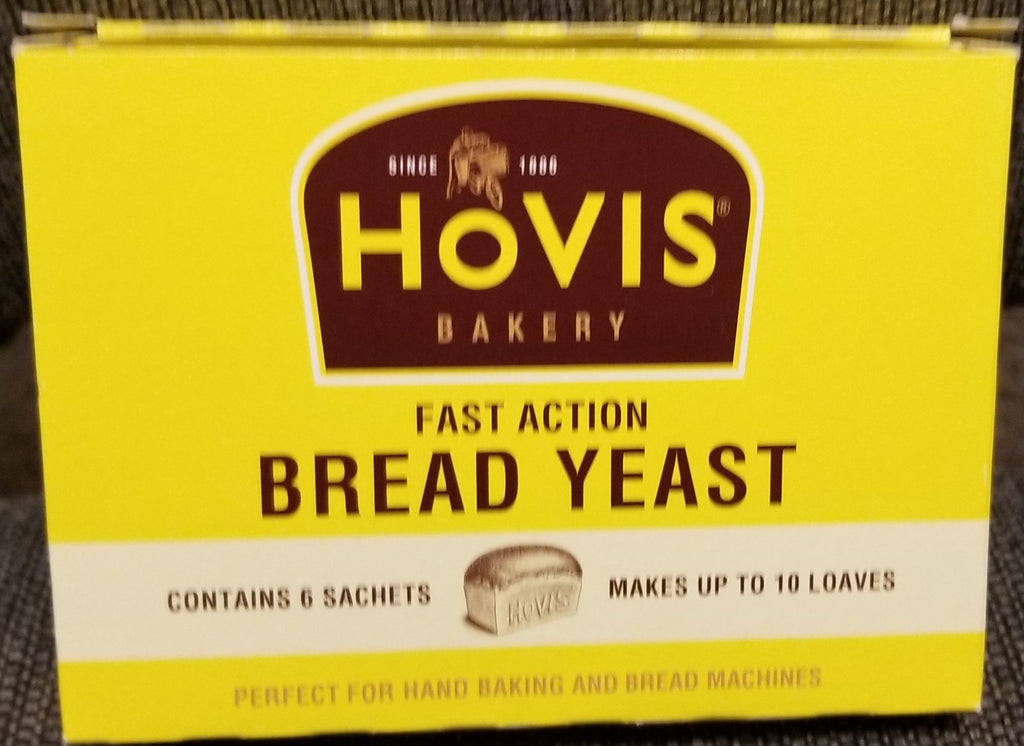 SINCE 1886
HOVIS®
BAKERY
FAST ACTION
BREAD YEAST
CONTAINS 6 SACHETS
HOVIS
MAKES UP TO 10 LOAVES
PERFECT FOR HAND BAKING AND BREAD MACHINES